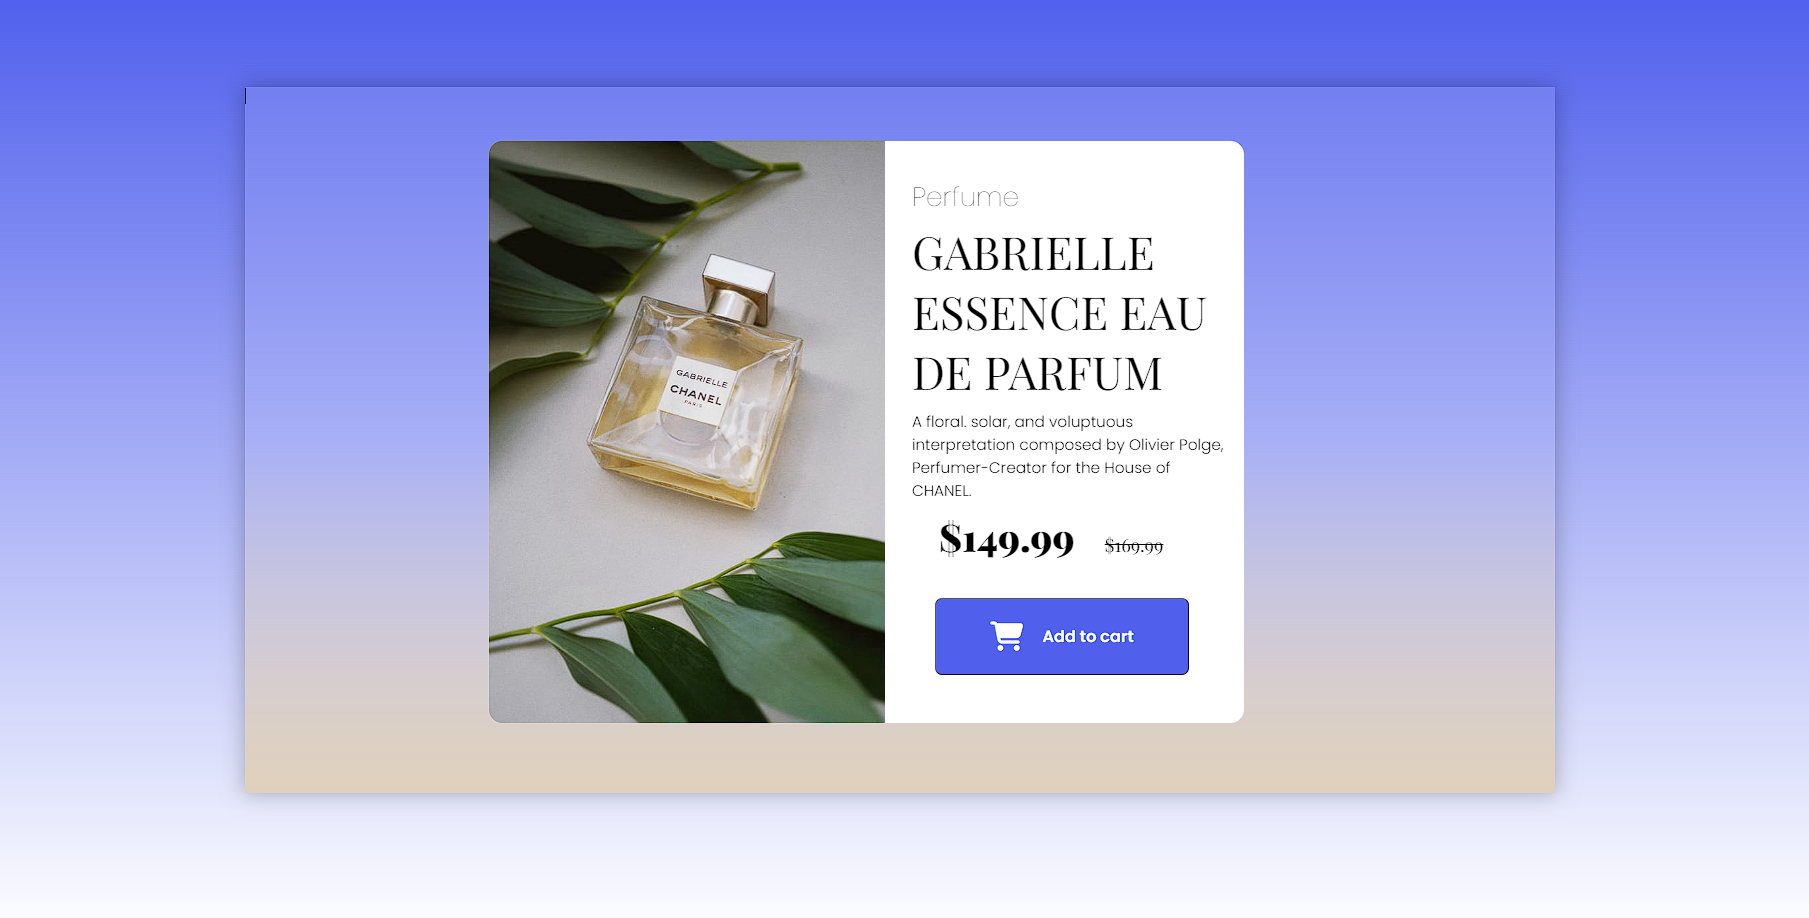 Perfume
GABRIELLE
ESSENCE EAU
DE PARFUM
A floral. solar, and voluptuous
interpretation composed by Olivier Polge,
Perfumer-Creator for the House of
CHANEL.
$149.99 $169.99
Add to cart
GABRIELLE
CHANEL
PARIS